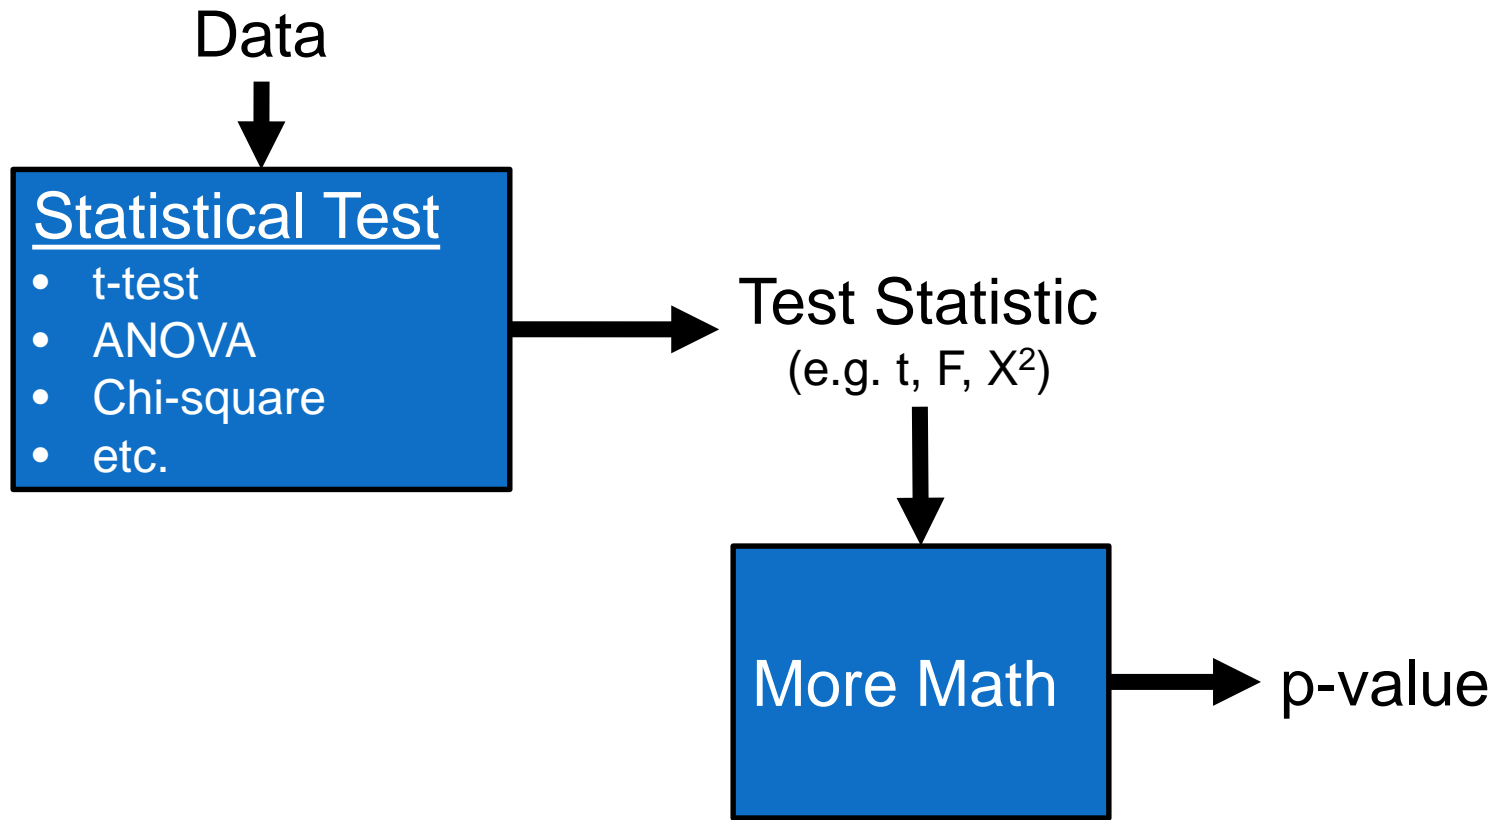 Data
Statistical Test
• t-test
• ANOVA
• Chi-square
• etc.
Test Statistic
(e.g. t, F, X²)
More Math
p-value